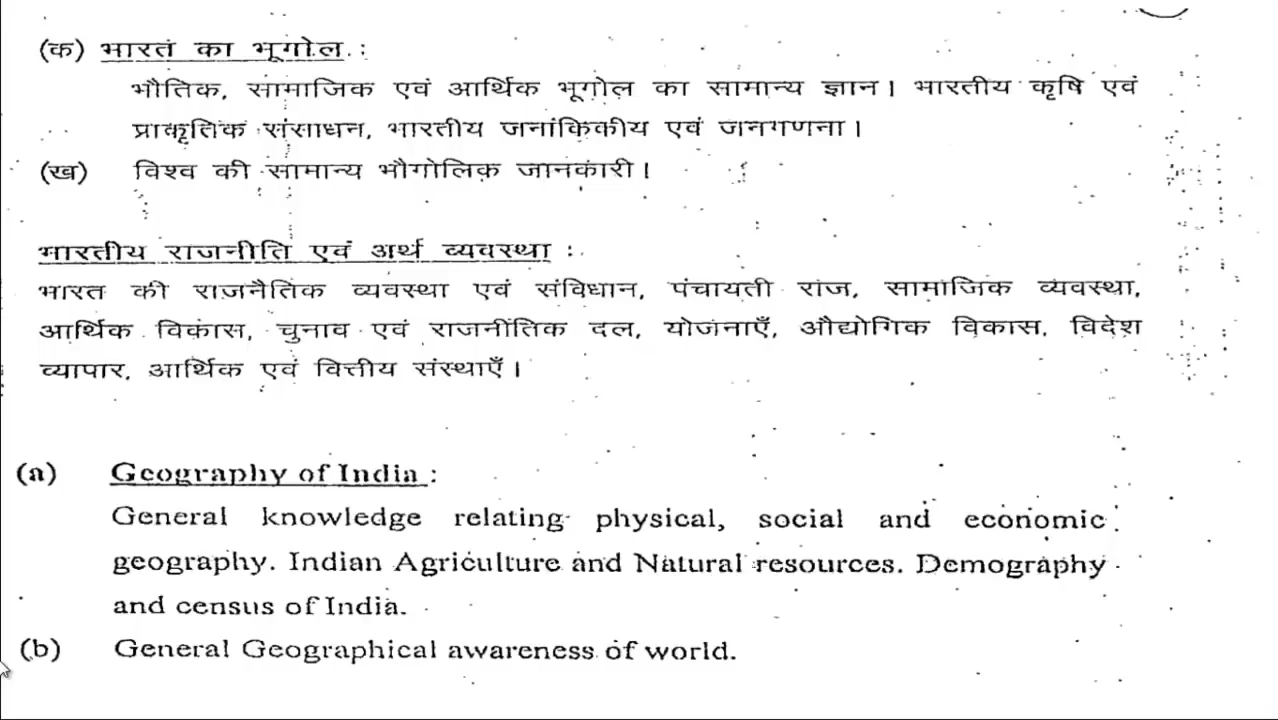 (क) भारत का भूगोल :
भौतिक, सामाजिक एवं आर्थिक भूगोल का सामान्य ज्ञान। भारतीय कृषि एवं
प्राकृतिक संसाधन, भारतीय जनांकिकीय एवं जनगणना।
(ख) विश्व की सामान्य भौगोलिक जानकारी।
भारतीय राजनीति एवं अर्थ व्यवस्था :
भारत की राजनैतिक व्यवस्था एवं संविधान, पंचायती राज, सामाजिक व्यवस्था,
आर्थिक विकास, चुनाव एवं राजनीतिक दल, योजनाएँ, औद्योगिक विकास, विदेश
व्यापार, आर्थिक एवं वित्तीय संस्थाएँ।
(a) Geography of India :
General knowledge relating physical, social and economic
geography. Indian Agriculture and Natural resources. Demography
and census of India.
(b) General Geographical awareness of world.